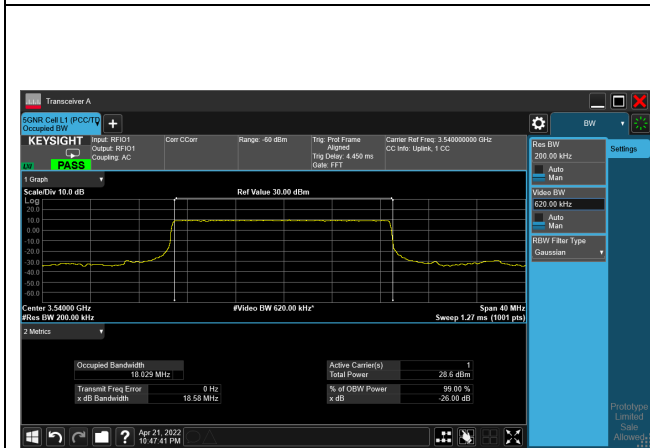 Transceiver A
5GNR Cell L1 (PCC/TD
Occupied BW
BW
KEYSIGHT
Input: RFIO1
Output: RFIO1
Coupling: AC
Corr CCorr
Range: -60 dBm
Trig: Prot Frame
Aligned
Trig Delay: 4.450 ms
Gate: FFT
Carrier Ref Freq: 3.540000000 GHz
CC Info: Uplink, 1 CC
PASS
Res BW
200.00 kHz
Auto
Man
Video BW
620.00 kHz
Auto
Man
RBW Filter Type
Gaussian
Settings
1 Graph
Scale/Div 10.0 dB
Ref Value 30.00 dBm
Log
20.0
10.0
0.00
-10.0
-20.0
-30.0
-40.0
-50.0
-60.0
Center 3.54000 GHz
#Video BW 620.00 kHz*
Span 40 MHz
#Res BW 200.00 kHz
Sweep 1.27 ms (1001 pts)
2 Metrics
Occupied Bandwidth
18.029 MHz
Active Carrier(s) 1
Total Power 28.6 dBm
Transmit Freq Error 0 Hz
x dB Bandwidth 18.58 MHz
% of OBW Power 99.00 %
x dB -26.00 dB
Prototype
Limited
Sale
Allowed
Apr 21, 2022
10:47:41 PM